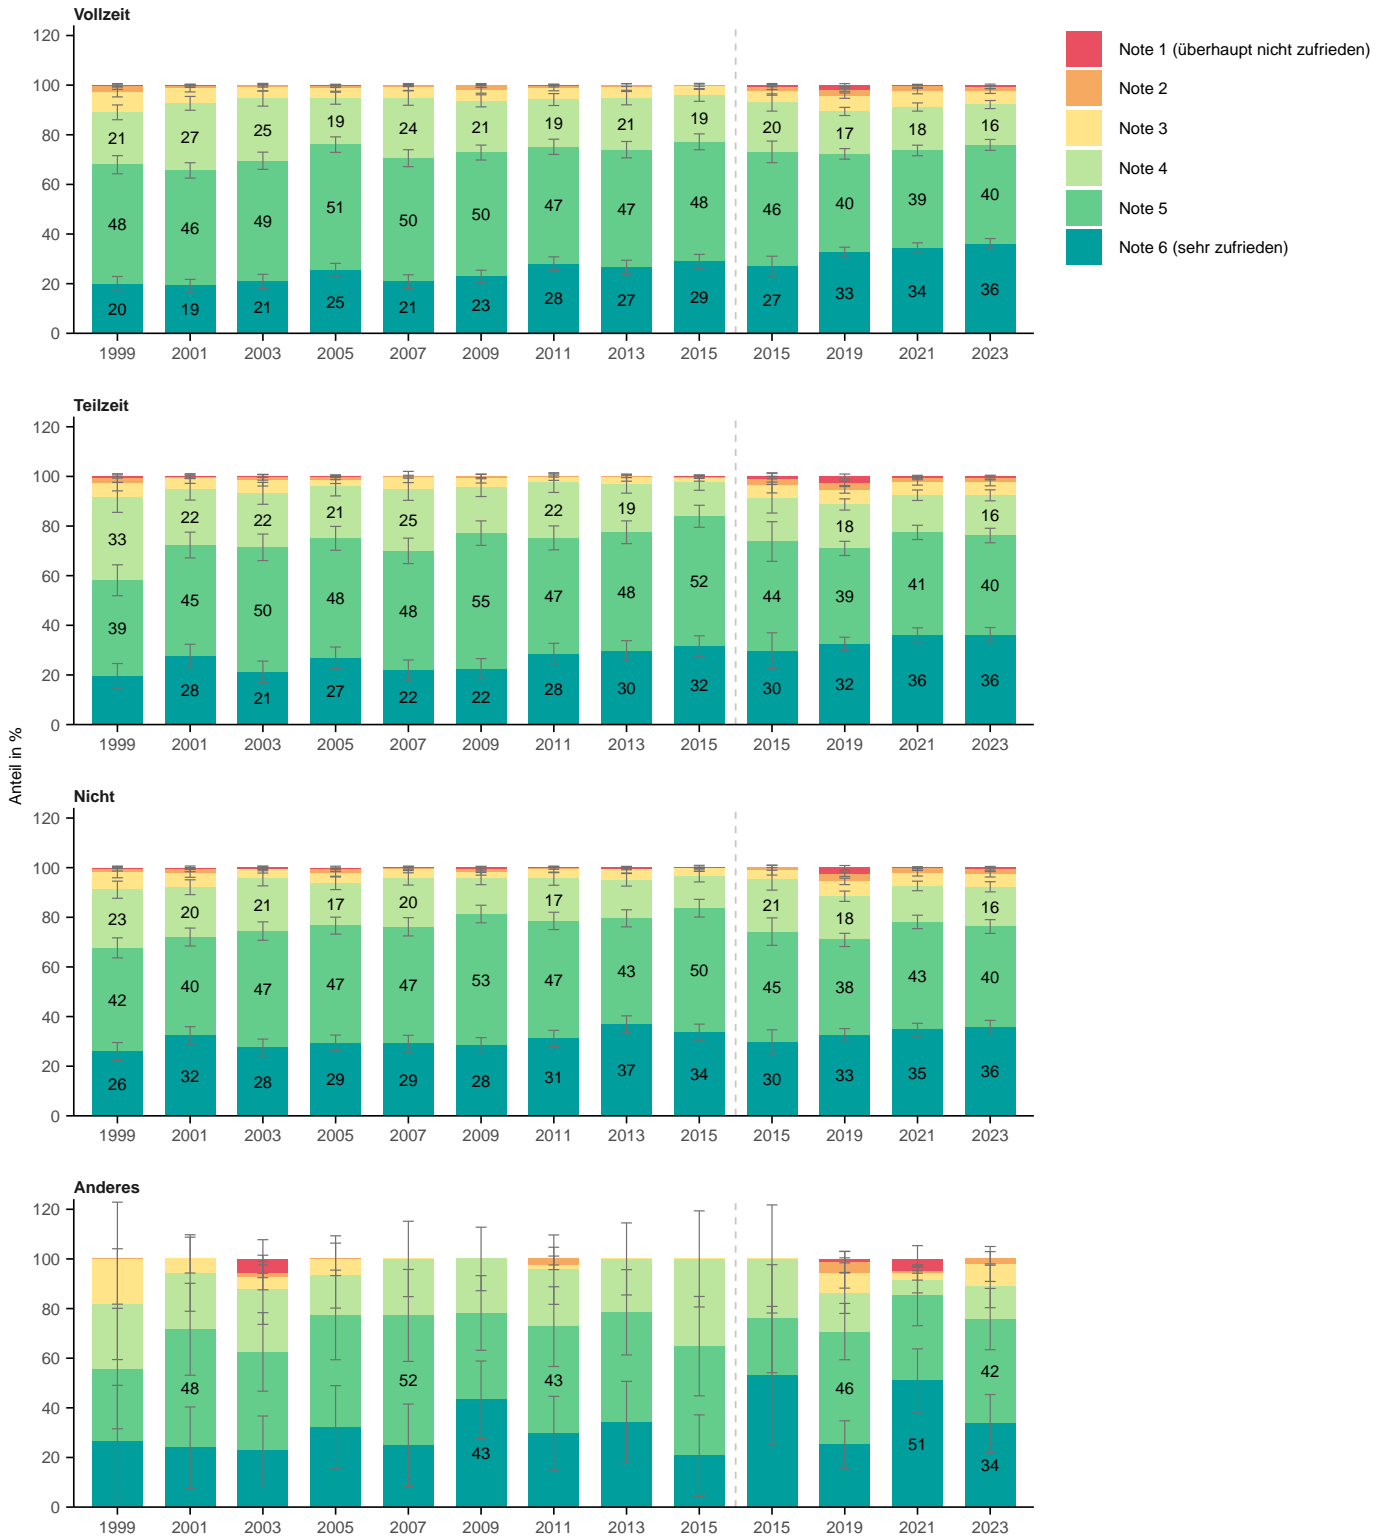 Vollzeit
120
100
80
60
40
20
0
21 27 25 19 24 21 19 21 19 20 17 18 16
48 46 49 51 50 50 47 47 48 46 40 39 40
20 19 21 25 21 23 28 27 29 27 33 34 36
1999 2001 2003 2005 2007 2009 2011 2013 2015 2015 2019 2021 2023
Note 1 (überhaupt nicht zufrieden)
Note 2
Note 3
Note 4
Note 5
Note 6 (sehr zufrieden)
Teilzeit
120
100
80
60
40
20
0
33 22 22 21 25 22 19 18 16
39 45 50 48 48 55 47 48 52 44 39 41 40
28 21 27 22 22 28 30 32 30 32 36 36
1999 2001 2003 2005 2007 2009 2011 2013 2015 2015 2019 2021 2023
Anteil in %
Nicht
120
100
80
60
40
20
0
23 20 21 17 20 17 21 18 16
42 40 47 47 47 53 47 43 50 45 38 43 40
26 32 28 29 29 28 31 37 34 30 33 35 36
1999 2001 2003 2005 2007 2009 2011 2013 2015 2015 2019 2021 2023
Anderes
120
100
80
60
40
20
0
48 52 43 46 42
43 51 34
1999 2001 2003 2005 2007 2009 2011 2013 2015 2015 2019 2021 2023